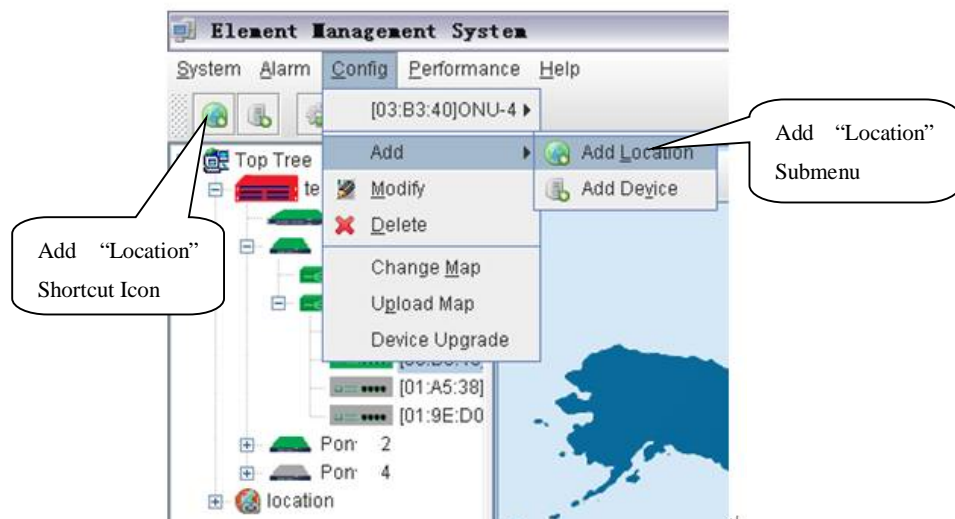 Element Management System
System Alarm Config Performance Help
[03:B3:40]ONU-4
Add
Add Location
Add Device
Modify
Delete
Change Map
Upload Map
Device Upgrade
Top Tree
te
[01:A5:38]
[01:9E:D0
Pon 2
Pon 4
location
Add "Location"
Submenu
Add "Location"
Shortcut Icon